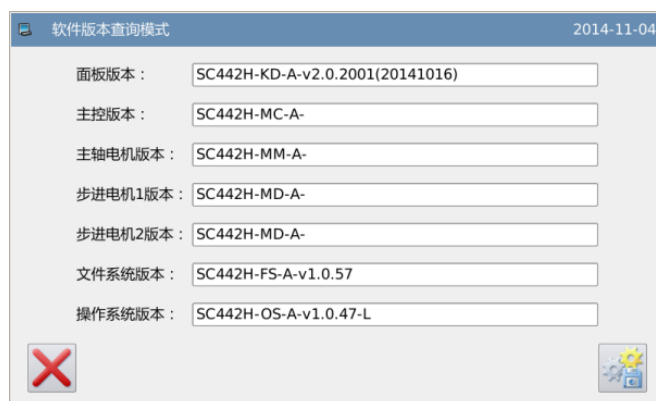 软件版本查询模式 2014-11-04
面板版本： SC442H-KD-A-v2.0.2001(20141016)
主控版本： SC442H-MC-A-
主轴电机版本： SC442H-MM-A-
步进电机1版本： SC442H-MD-A-
步进电机2版本： SC442H-MD-A-
文件系统版本： SC442H-FS-A-v1.0.57
操作系统版本： SC442H-OS-A-v1.0.47-L